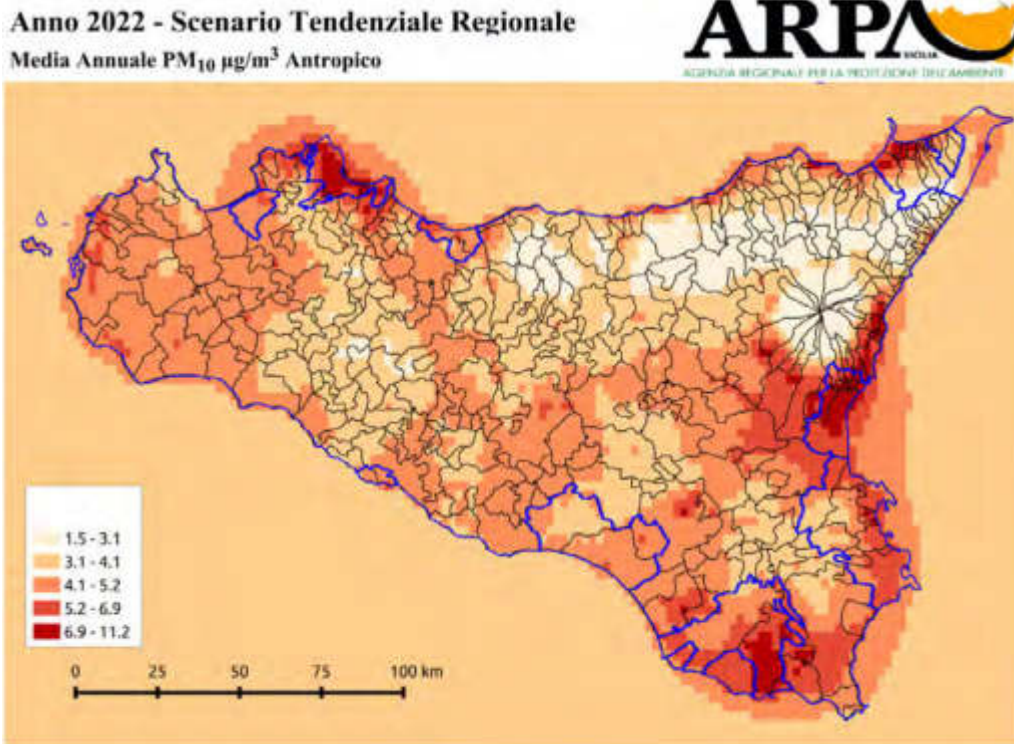 Anno 2022 - Scenario Tendenziale Regionale
Media Annuale PM10 µg/m³ Antropico
ARPA
SICILIA
AGENZIA REGIONALE PER LA PROTEZIONE DELL'AMBIENTE
1.5 - 3.1
3.1 - 4.1
4.1 - 5.2
5.2 - 6.9
6.9 - 11.2
0 25 50 75 100 km